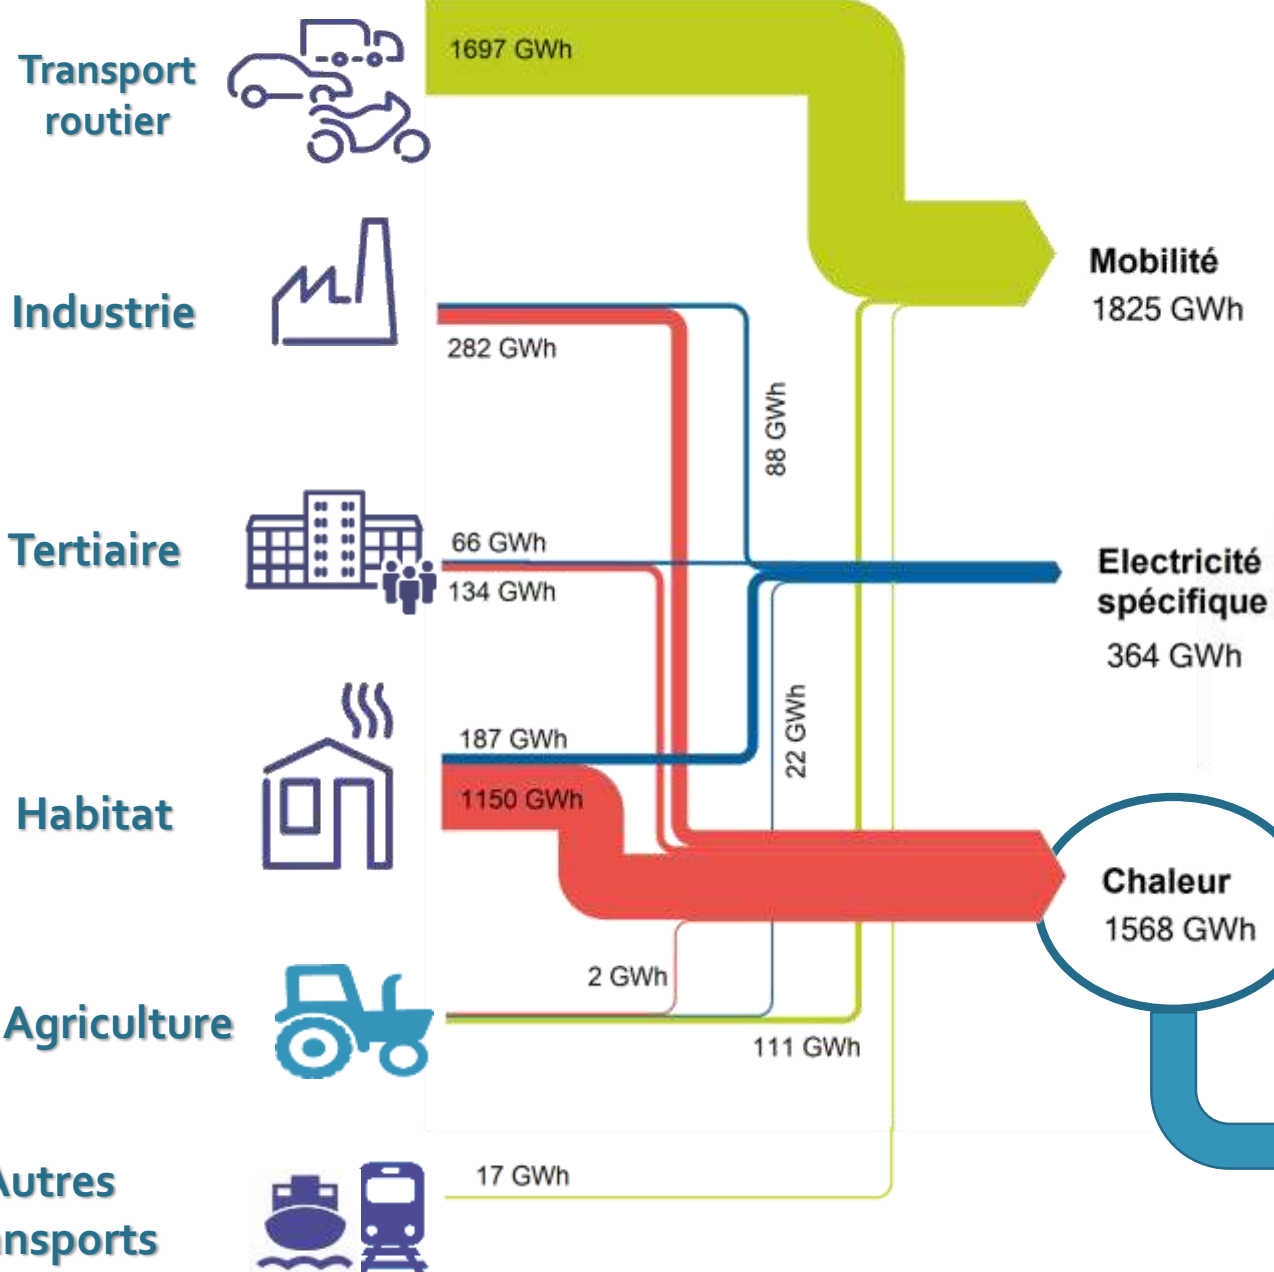 Transport
routier
1697 GWh
Mobilité
1825 GWh
Industrie
282 GWh
88 GWh
Tertiaire
66 GWh
134 GWh
Electricité
spécifique
364 GWh
22 GWh
Habitat
187 GWh
1150 GWh
Chaleur
1568 GWh
Agriculture
2 GWh
111 GWh
Autres
ansports
17 GWh